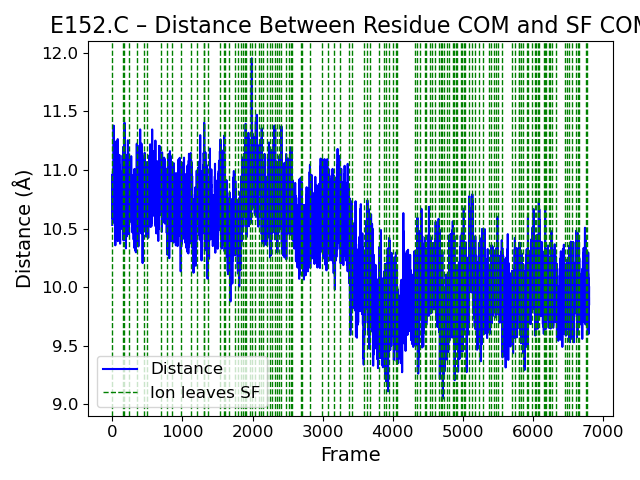 E152.C – Distance Between Residue COM and SF COM
12.0
11.5
11.0
10.5
10.0
9.5
9.0
Distance (Å)
Distance
Ion leaves SF
0 1000 2000 3000 4000 5000 6000 7000
Frame